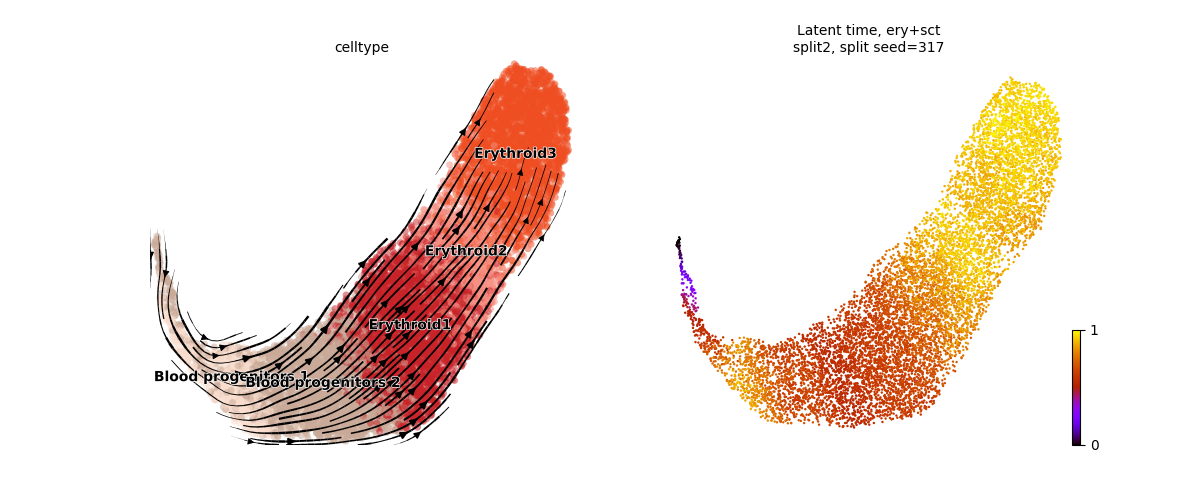 celltype
Erythroid3
Erythroid2
Erythroid1
Blood progenitors 1
Blood progenitors 2
Latent time, ery+sct
split2, split seed=317
1
0